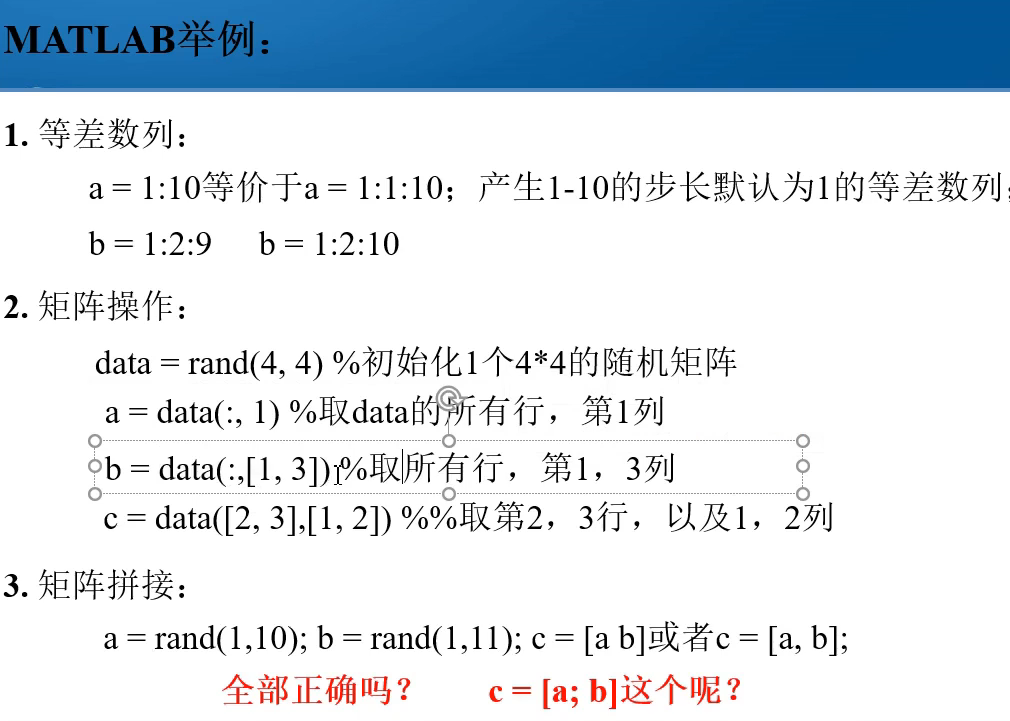 MATLAB举例：
1. 等差数列：
a = 1:10等价于a = 1:1:10；产生1-10的步长默认为1的等差数列;
b = 1:2:9 b = 1:2:10
2. 矩阵操作：
data = rand(4, 4) %初始化1个4*4的随机矩阵
a = data(:, 1) %取data的所有行，第1列
b = data(:,[1, 3]) %取所有行，第1，3列
c = data([2, 3],[1, 2]) %%取第2，3行，以及1，2列
3. 矩阵拼接：
a = rand(1,10); b = rand(1,11); c = [a b]或者c = [a, b];
全部正确吗？ c = [a; b]这个呢？